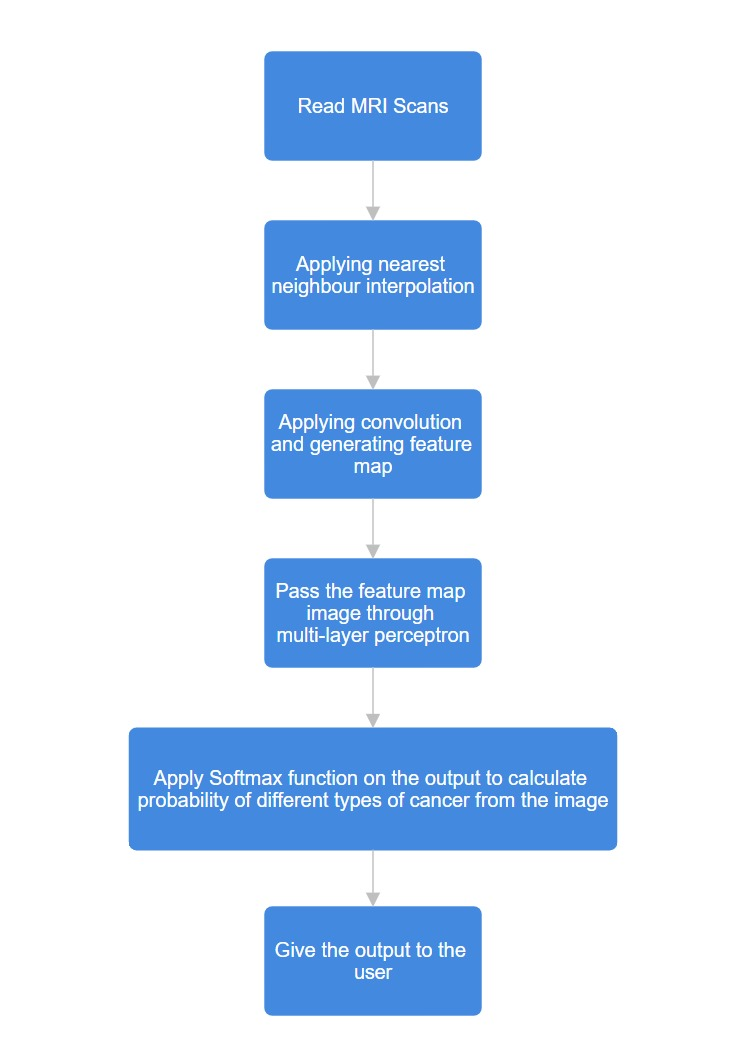 Read MRI Scans
Applying nearest
neighbour interpolation
Applying convolution
and generating feature
map
Pass the feature map
image through
multi-layer perceptron
Apply Softmax function on the output to calculate
probability of different types of cancer from the image
Give the output to the
user